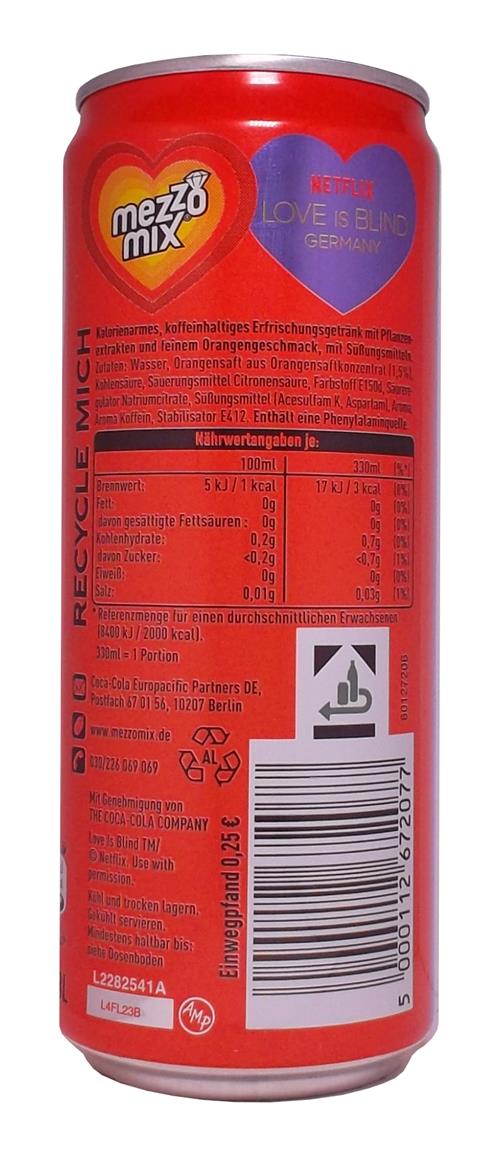 mezzo
mix®
NETFLIX
LOVE IS BLIND
GERMANY
RECYCLE MICH
Kalorienarmes, koffeinhaltiges Erfrischungsgetränk mit Pflanzen-
extrakten und feinem Orangengeschmack, mit Süßungsmitteln.
Zutaten: Wasser, Orangensaft aus Orangensaftkonzentrat (1,5%),
Kohlensäure, Säuerungsmittel Citronensäure, Farbstoff E150d, Säurere-
gulator Natriumcitrate, Süßungsmittel (Acesulfam K, Aspartam), Aroma,
Aroma Koffein, Stabilisator E412. Enthält eine Phenylalaninquelle.
Nährwertangaben je:
100ml 330ml (%*)
Brennwert: 5 kJ / 1 kcal 17 kJ / 3 kcal (0%)
Fett: 0g 0g (0%)
davon gesättigte Fettsäuren: 0g 0g (0%)
Kohlenhydrate: 0,2g 0,7g (0%)
davon Zucker: <0,2g <0,7g (1%)
Eiweiß: 0g 0g (0%)
Salz: 0,01g 0,03g (1%)
*Referenzmenge für einen durchschnittlichen Erwachsenen
(8400 kJ / 2000 kcal).
330ml = 1 Portion
Coca-Cola Europacific Partners DE,
Postfach 67 01 56, 10207 Berlin
www.mezzomix.de
030/226 069 069
AL
80127208
Mit Genehmigung von
THE COCA-COLA COMPANY
Love Is Blind TM/
© Netflix. Use with
permission.
Kühl und trocken lagern.
Gekühlt servieren.
Mindestens haltbar bis:
siehe Dosenboden
L2282541A
L4FL23B
AMP
Einwegpfand 0,25 €
5 000112 672077